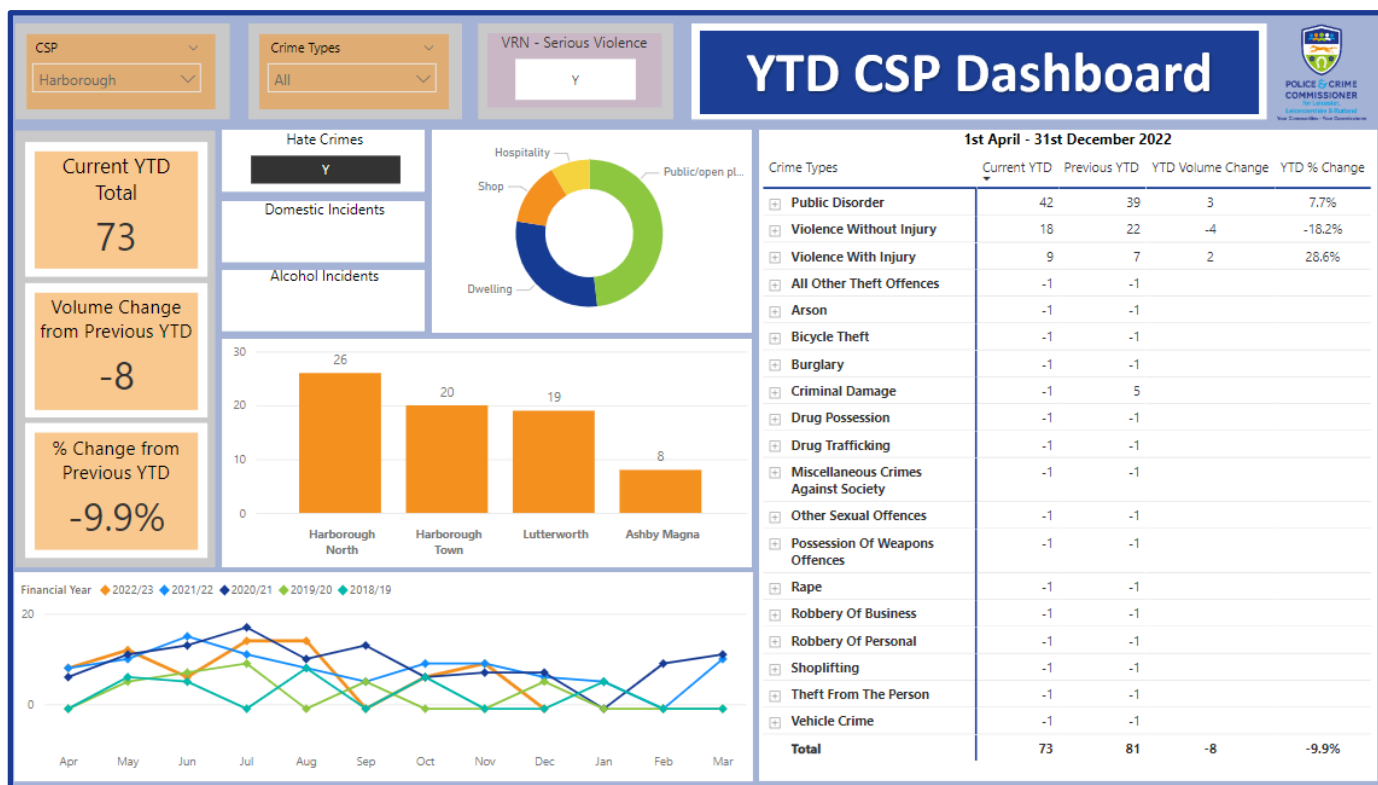 CSP
Harborough
Crime Types
All
VRN - Serious Violence
Y
YTD CSP Dashboard
POLICE & CRIME
COMMISSIONER
for Leicester,
Leicestershire & Rutland
Your Communities - Your Commissioner
Current YTD
Total
73
Volume Change
from Previous YTD
-8
% Change from
Previous YTD
-9.9%
Hate Crimes
Y
Domestic Incidents
Alcohol Incidents
Hospitality
Public/open pl...
Shop
Dwelling
30
20
10
0
26
20
19
8
Harborough
North
Harborough
Town
Lutterworth
Ashby Magna
Financial Year 2022/23 2021/22 2020/21 2019/20 2018/19
20
0
Apr May Jun Jul Aug Sep Oct Nov Dec Jan Feb Mar
1st April - 31st December 2022
Crime Types Current YTD Previous YTD YTD Volume Change YTD % Change
Public Disorder 42 39 3 7.7%
Violence Without Injury 18 22 -4 -18.2%
Violence With Injury 9 7 2 28.6%
All Other Theft Offences -1 -1
Arson -1 -1
Bicycle Theft -1 -1
Burglary -1 -1
Criminal Damage -1 5
Drug Possession -1 -1
Drug Trafficking -1 -1
Miscellaneous Crimes -1 -1
Against Society
Other Sexual Offences -1 -1
Possession Of Weapons -1 -1
Offences
Rape -1 -1
Robbery Of Business -1 -1
Robbery Of Personal -1 -1
Shoplifting -1 -1
Theft From The Person -1 -1
Vehicle Crime -1 -1
Total 73 81 -8 -9.9%